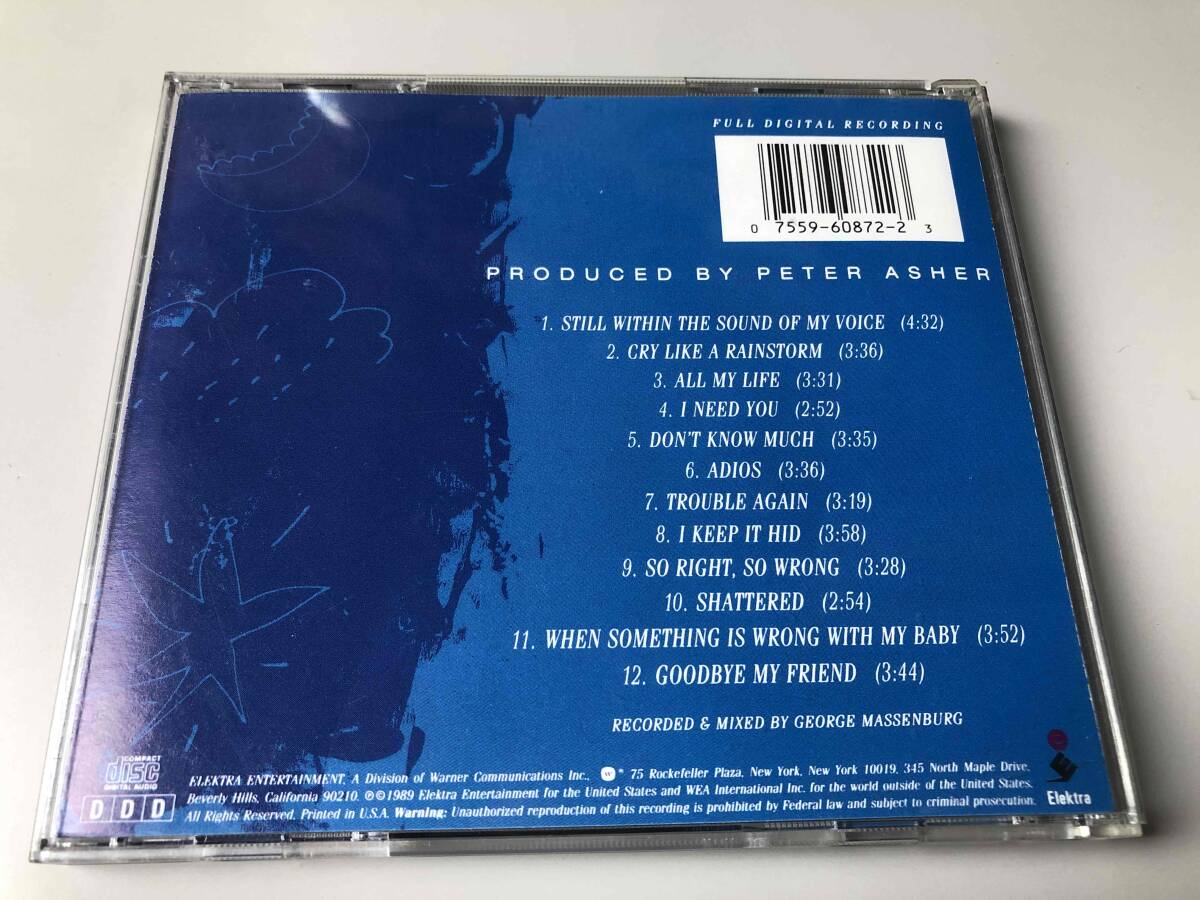 FULL DIGITAL RECORDING
0 7559-60872-2 3
PRODUCED BY PETER ASHER
1. STILL WITHIN THE SOUND OF MY VOICE (4:32)
2. CRY LIKE A RAINSTORM (3:36)
3. ALL MY LIFE (3:31)
4. I NEED YOU (2:52)
5. DON'T KNOW MUCH (3:35)
6. ADIOS (3:36)
7. TROUBLE AGAIN (3:19)
8. I KEEP IT HID (3:58)
9. SO RIGHT, SO WRONG (3:28)
10. SHATTERED (2:54)
11. WHEN SOMETHING IS WRONG WITH MY BABY (3:52)
12. GOODBYE MY FRIEND (3:44)
RECORDED & MIXED BY GEORGE MASSENBURG
COMPACT
disc
DIGITAL AUDIO
DDD
ELEKTRA ENTERTAINMENT, A Division of Warner Communications Inc., W * 75 Rockefeller Plaza, New York, New York 10019. 345 North Maple Drive,
Beverly Hills, California 90210. ℗©1989 Elektra Entertainment for the United States and WEA International Inc. for the world outside of the United States.
All Rights Reserved. Printed in U.S.A. Warning: Unauthorized reproduction of this recording is prohibited by Federal law and subject to criminal prosecution.
Elektra